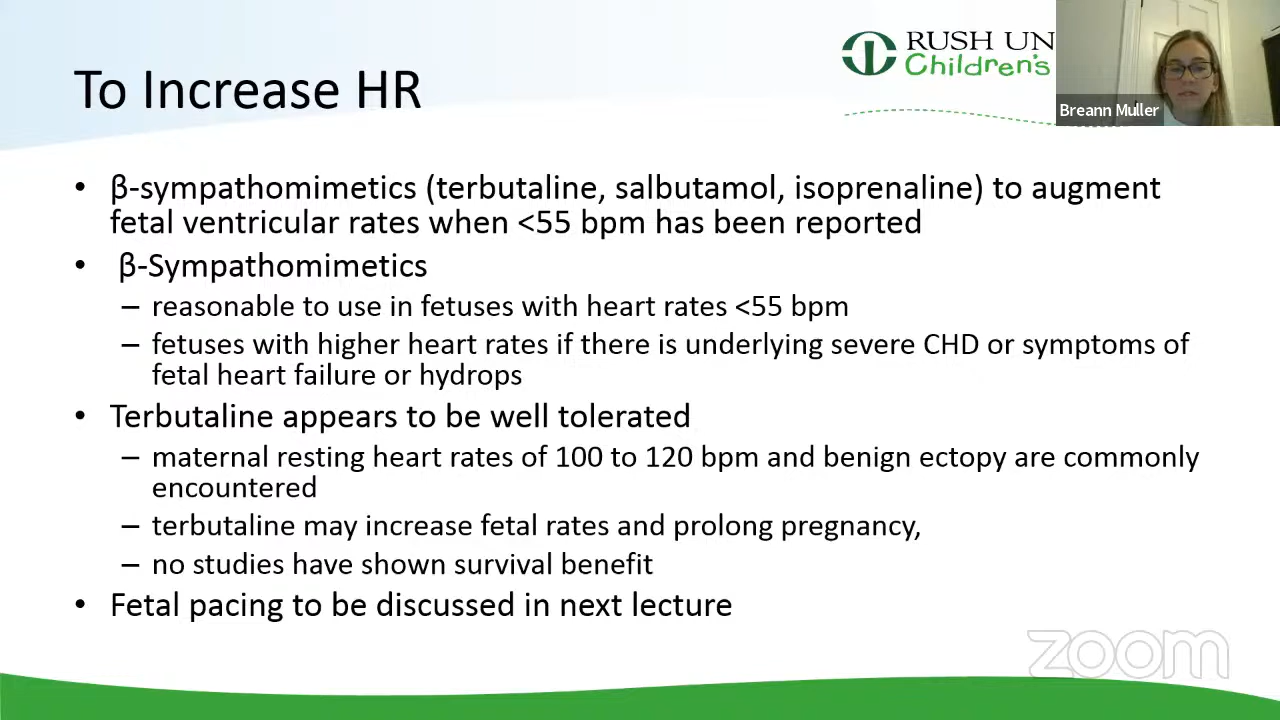 To Increase HR
RUSH UN
Children's
Breann Muller
• β-sympathomimetics (terbutaline, salbutamol, isoprenaline) to augment
fetal ventricular rates when <55 bpm has been reported
• β-Sympathomimetics
– reasonable to use in fetuses with heart rates <55 bpm
– fetuses with higher heart rates if there is underlying severe CHD or symptoms of
fetal heart failure or hydrops
• Terbutaline appears to be well tolerated
– maternal resting heart rates of 100 to 120 bpm and benign ectopy are commonly
encountered
– terbutaline may increase fetal rates and prolong pregnancy,
– no studies have shown survival benefit
• Fetal pacing to be discussed in next lecture
zoom